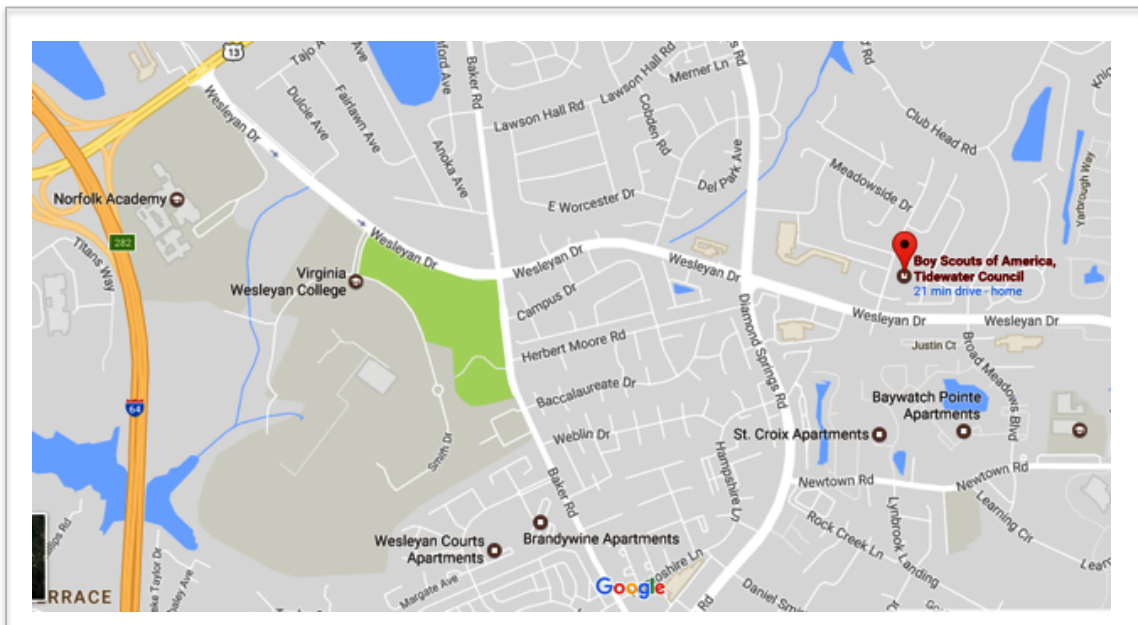 13
Tajo A
Ave
Baker Rd
Lawson Hall Rd
Merner Ln
Wesleyan Dr
Dulcie Ave
Fairlawn Ave
Anoka Ave
Lawson Hall Rd
Cobden Rd
Club Head Rd
Del Park Ave
Meadowside Dr
Yarbrough Way
Norfolk Academy
E Worcester Dr
282
Titans Way
Wesleyan Dr
Wesleyan Dr
Wesleyan Dr
Boy Scouts of America,
Tidewater Council
21 min drive - home
Virginia
Wesleyan College
Campus Dr
Diamond Springs Rd
Wesleyan Dr
Wesleyan Dr
Herbert Moore Rd
Justin Ct
Broad Meadows Blvd
Baccalaureate Dr
Baywatch Pointe
Apartments
64
Weblin Dr
St. Croix Apartments
Smith Dr
Hampshire Ln
Baker Rd
Newtown Rd
Newtown Rd
Learning Cir
Lynbrook Landing
Rock Creek Ln
Wesleyan Courts
Apartments
Brandywine Apartments
Margate Ave
Google
Rd
Daniel Smi
ERRACE